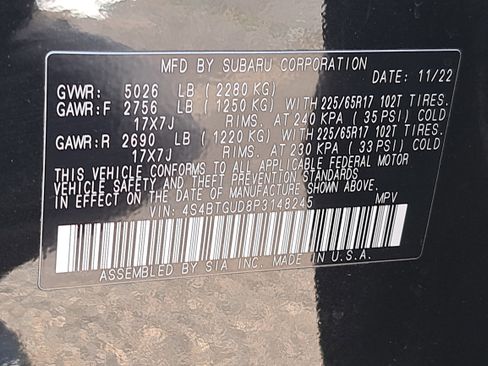 MFD BY SUBARU CORPORATION
DATE: 11/22
GVWR: 5026 LB (2280 KG)
GAWR:F 2756 LB (1250 KG) WITH 225/65R17 102T TIRES.
17X7J RIMS. AT 240 KPA (35 PSI) COLD
GAWR:R 2690 LB (1220 KG) WITH 225/65R17 102T TIRES.
17X7J RIMS. AT 230 KPA (33 PSI) COLD
THIS VEHICLE CONFORMS TO ALL APPLICABLE FEDERAL MOTOR
VEHICLE SAFETY AND THEFT PREVENTION STANDARDS
IN EFFECT ON THE DATE OF MANUFACTURE SHOWN ABOVE.
VIN: 4S4BTGUD8P3148245 MPV
ASSEMBLED BY SIA INC. MADE IN U.S.A.